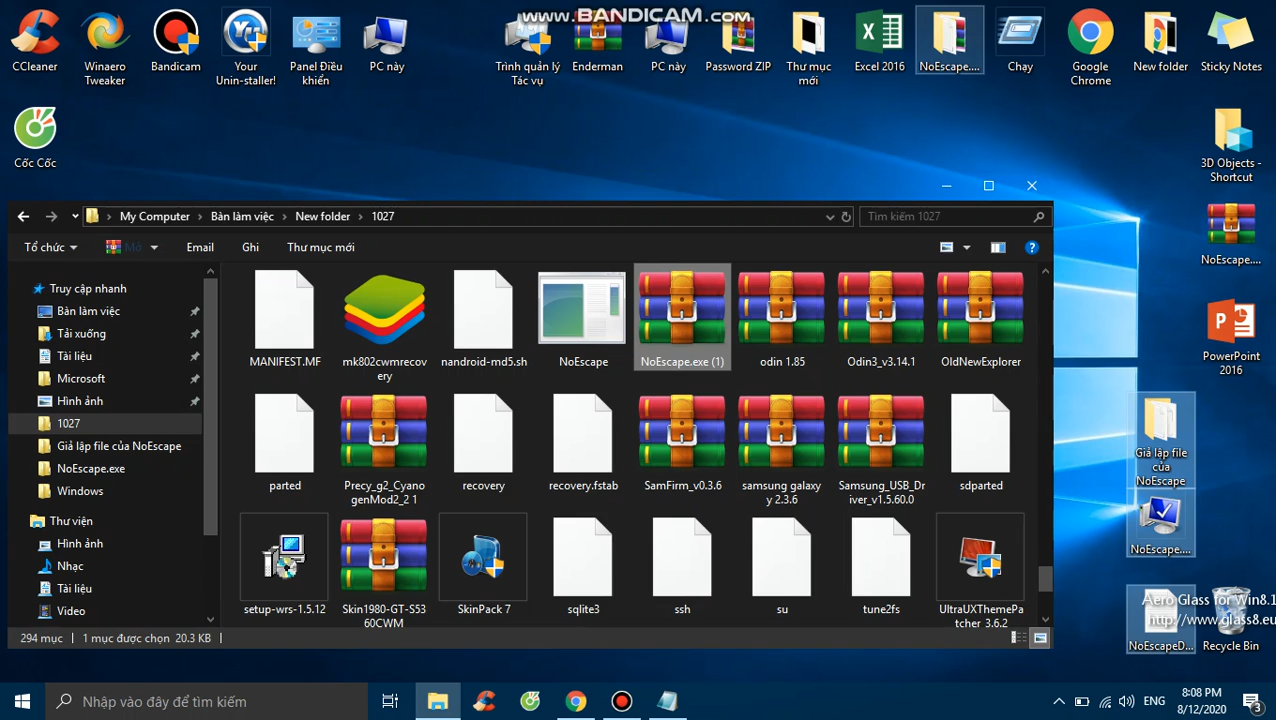 www.BANDICAM.com
CCleaner
Winaero
Tweaker
Bandicam
Your
Unin-staller!
Panel Điều
khiển
PC này
Trình quản lý
Tác vụ
Enderman
PC này
Password ZIP
Thư mục
mới
Excel 2016
NoEscape....
Chạy
Google
Chrome
New folder
Sticky Notes
Cốc Cốc
3D Objects -
Shortcut
NoEscape....
PowerPoint
2016
Giả lập file
của
NoEscape
NoEscape....
NoEscapeD...
Recycle Bin
Aero Glass for Win8.1
http://www.glass8.eu
My Computer
Bàn làm việc
New folder
1027
Tìm kiếm 1027
Tổ chức
Mở
Email
Ghi
Thư mục mới
Truy cập nhanh
Bàn làm việc
Tải xuống
Tài liệu
Microsoft
Hình ảnh
1027
Giả lập file của NoEscape
NoEscape.exe
Windows
Thư viện
Hình ảnh
Nhạc
Tài liệu
Video
MANIFEST.MF
mk802cwmrecov
ery
nandroid-md5.sh
NoEscape
NoEscape.exe (1)
odin 1.85
Odin3_v3.14.1
OldNewExplorer
parted
Precy_g2_Cyano
genMod2_2 1
recovery
recovery.fstab
SamFirm_v0.3.6
samsung galaxy
y 2.3.6
Samsung_USB_Dr
iver_v1.5.60.0
sdparted
setup-wrs-1.5.12
Skin1980-GT-S53
60CWM
SkinPack 7
sqlite3
ssh
su
tune2fs
UltraUXThemePa
tcher_3.6.2
294 mục
1 mục được chọn 20.3 KB
Nhập vào đây để tìm kiếm
ENG
8:08 PM
8/12/2020
3